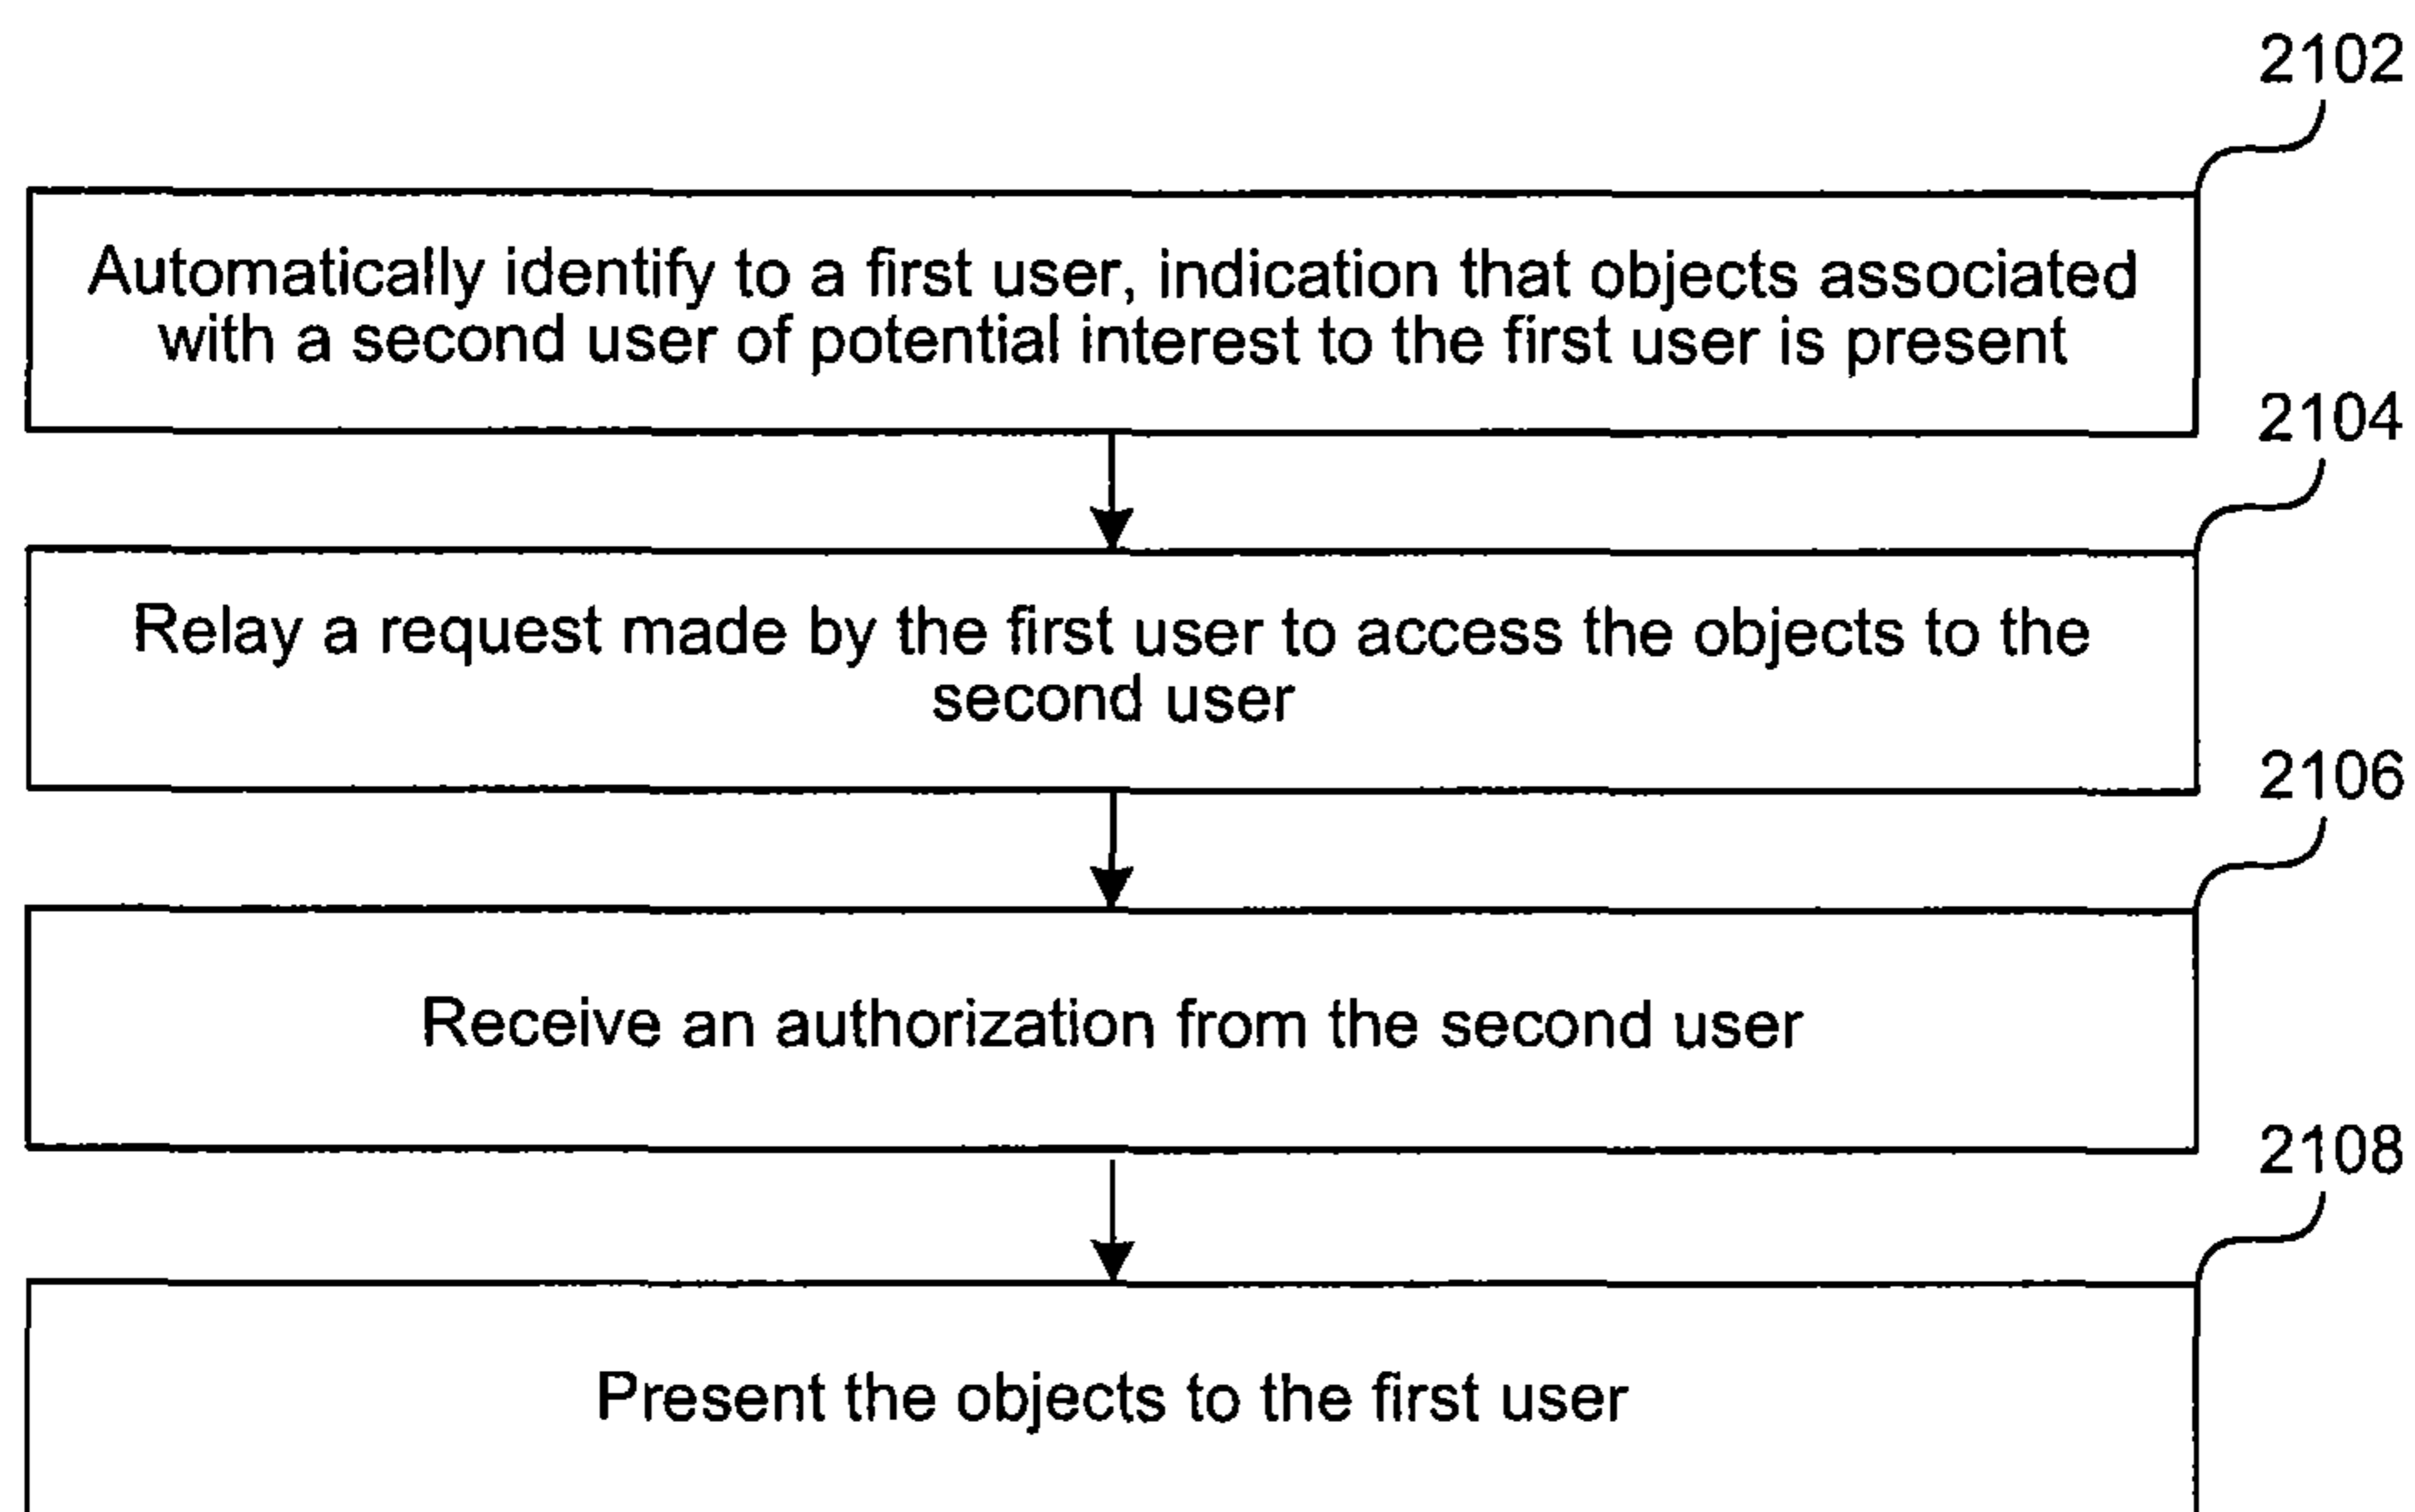 2102
Automatically identify to a first user, indication that objects associated
with a second user of potential interest to the first user is present
2104
Relay a request made by the first user to access the objects to the
second user
2106
Receive an authorization from the second user
2108
Present the objects to the first user